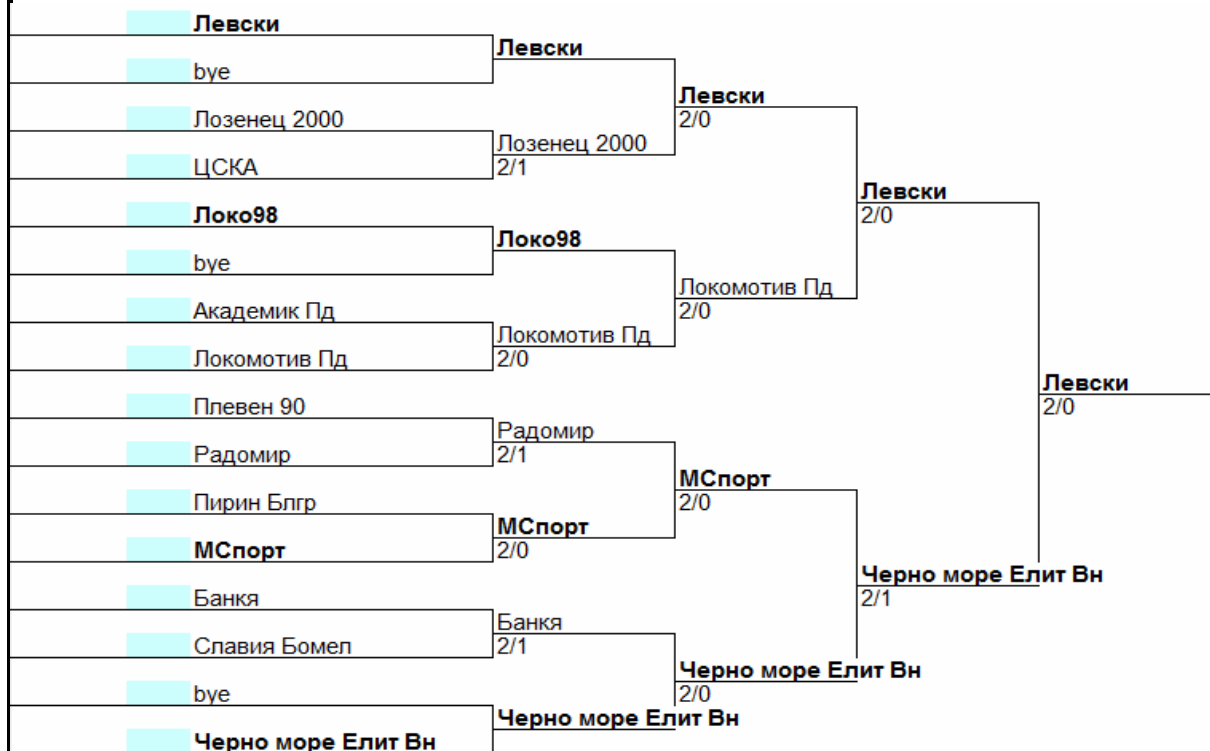 Левски
bye
Лозенец 2000
ЦСКА
Локо98
bye
Академик Пд
Локомотив Пд
Плевен 90
Радомир
Пирин Блгр
МСпорт
Банкя
Славия Бомел
bye
Черно море Елит Вн
Левски
Лозенец 2000
2/1
Локо98
Локомотив Пд
2/0
Радомир
2/1
МСпорт
2/0
Банкя
2/1
Черно море Елит Вн
Левски
2/0
Локомотив Пд
2/0
МСпорт
2/0
Черно море Елит Вн
2/0
Левски
2/0
Черно море Елит Вн
2/1
Левски
2/0